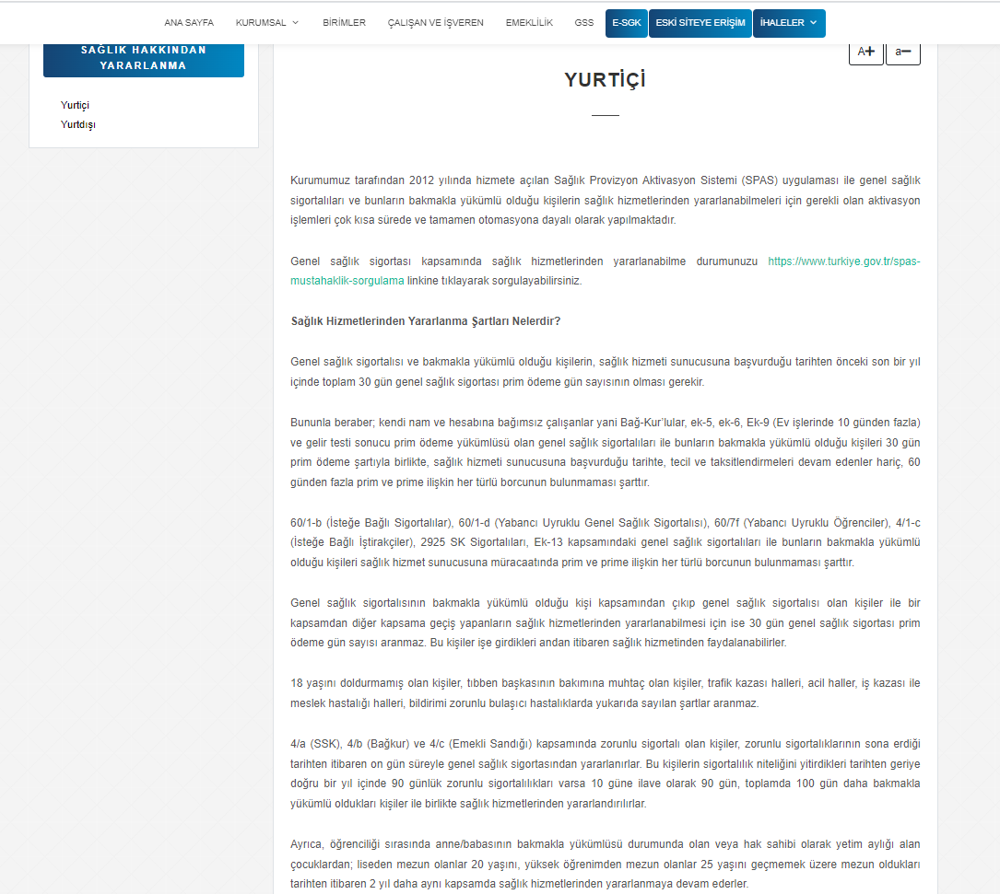 ANA SAYFA KURUMSAL BİRİMLER ÇALIŞAN VE İŞVEREN EMEKLİLİK GSS E-SGK ESKİ SİTEYE ERİŞİM İHALELER
SAĞLIK HAKKINDAN
YARARLANMA
Yurtiçi
Yurtdışı
A+ a−
YURTİÇİ
Kurumumuz tarafından 2012 yılında hizmete açılan Sağlık Provizyon Aktivasyon Sistemi (SPAS) uygulaması ile genel sağlık
sigortalıları ve bunların bakmakla yükümlü olduğu kişilerin sağlık hizmetlerinden yararlanabilmeleri için gerekli olan aktivasyon
işlemleri çok kısa sürede ve tamamen otomasyona dayalı olarak yapılmaktadır.
Genel sağlık sigortası kapsamında sağlık hizmetlerinden yararlanabilme durumunuzu https://www.turkiye.gov.tr/spas-
mustahaklik-sorgulama linkine tıklayarak sorgulayabilirsiniz.
Sağlık Hizmetlerinden Yararlanma Şartları Nelerdir?
Genel sağlık sigortalısı ve bakmakla yükümlü olduğu kişilerin, sağlık hizmeti sunucusuna başvurduğu tarihten önceki son bir yıl
içinde toplam 30 gün genel sağlık sigortası prim ödeme gün sayısının olması gerekir.
Bununla beraber; kendi nam ve hesabına bağımsız çalışanlar yani Bağ-Kur’lular, ek-5, ek-6, Ek-9 (Ev işlerinde 10 günden fazla)
ve gelir testi sonucu prim ödeme yükümlüsü olan genel sağlık sigortalıları ile bunların bakmakla yükümlü olduğu kişileri 30 gün
prim ödeme şartıyla birlikte, sağlık hizmeti sunucusuna başvurduğu tarihte, tecil ve taksitlendirmeleri devam edenler hariç, 60
günden fazla prim ve prime ilişkin her türlü borcunun bulunmaması şarttır.
60/1-b (İsteğe Bağlı Sigortalılar), 60/1-d (Yabancı Uyruklu Genel Sağlık Sigortalısı), 60/7f (Yabancı Uyruklu Öğrenciler), 4/1-c
(İsteğe Bağlı İştirakçiler), 2925 SK Sigortalıları, Ek-13 kapsamındaki genel sağlık sigortalıları ile bunların bakmakla yükümlü
olduğu kişileri sağlık hizmet sunucusuna müracaatında prim ve prime ilişkin her türlü borcunun bulunmaması şarttır.
Genel sağlık sigortalısının bakmakla yükümlü olduğu kişi kapsamından çıkıp genel sağlık sigortalısı olan kişiler ile bir
kapsamdan diğer kapsama geçiş yapanların sağlık hizmetlerinden yararlanabilmesi için ise 30 gün genel sağlık sigortası prim
ödeme gün sayısı aranmaz. Bu kişiler işe girdikleri andan itibaren sağlık hizmetinden faydalanabilirler.
18 yaşını doldurmamış olan kişiler, tıbben başkasının bakımına muhtaç olan kişiler, trafik kazası halleri, acil haller, iş kazası ile
meslek hastalığı halleri, bildirimi zorunlu bulaşıcı hastalıklarda yukarıda sayılan şartlar aranmaz.
4/a (SSK), 4/b (Bağkur) ve 4/c (Emekli Sandığı) kapsamında zorunlu sigortalı olan kişiler, zorunlu sigortalıklarının sona erdiği
tarihten itibaren on gün süreyle genel sağlık sigortasından yararlanırlar. Bu kişilerin sigortalılık niteliğini yitirdikleri tarihten geriye
doğru bir yıl içinde 90 günlük zorunlu sigortalılıkları varsa 10 güne ilave olarak 90 gün, toplamda 100 gün daha bakmakla
yükümlü oldukları kişiler ile birlikte sağlık hizmetlerinden yararlandırılırlar.
Ayrıca, öğrenciliği sırasında anne/babasının bakmakla yükümlüsü durumunda olan veya hak sahibi olarak yetim aylığı alan
çocuklardan; liseden mezun olanlar 20 yaşını, yüksek öğrenimden mezun olanlar 25 yaşını geçmemek üzere mezun oldukları
tarihten itibaren 2 yıl daha aynı kapsamda sağlık hizmetlerinden yararlanmaya devam ederler.